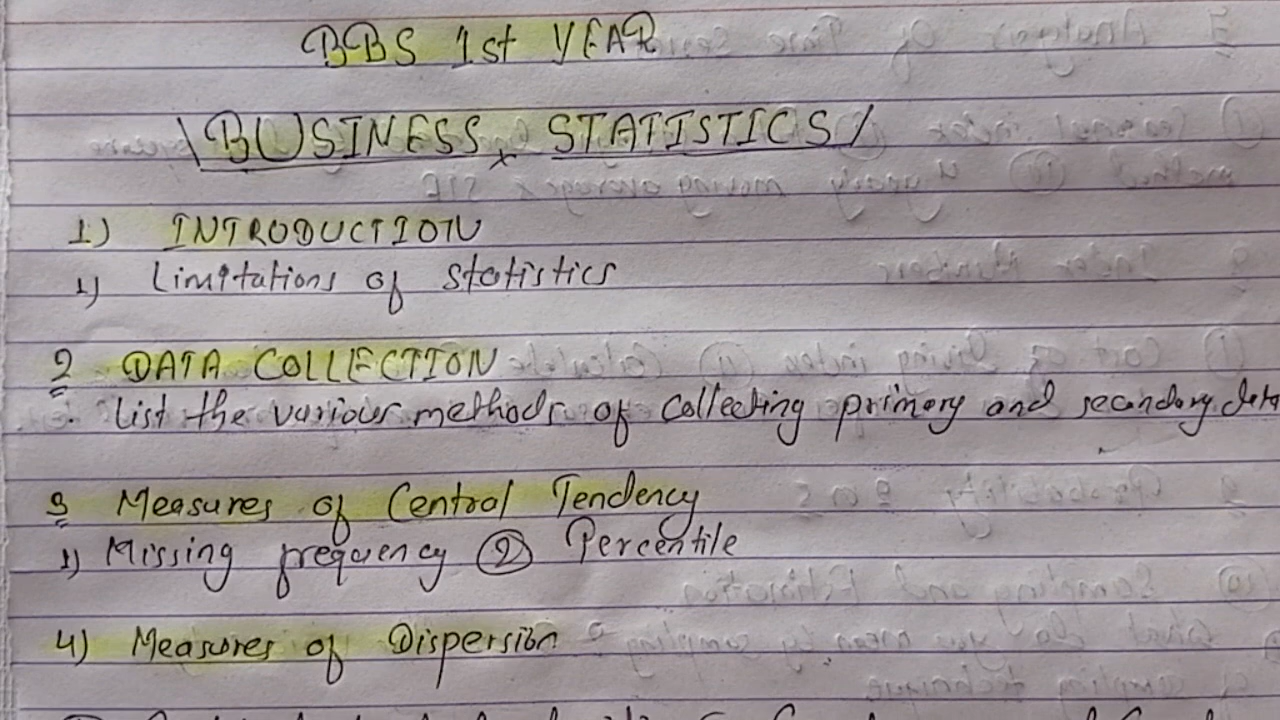 BBS 1st YEAR
BUSINESS STATISTICS
1) INTRODUCTION
1) Limitations of statistics
2 DATA COLLECTION
List the various methods of collecting primary and secondary data
3 Measures of Central Tendency
1) Missing frequency ② Percentile
4) Measures of Dispersion